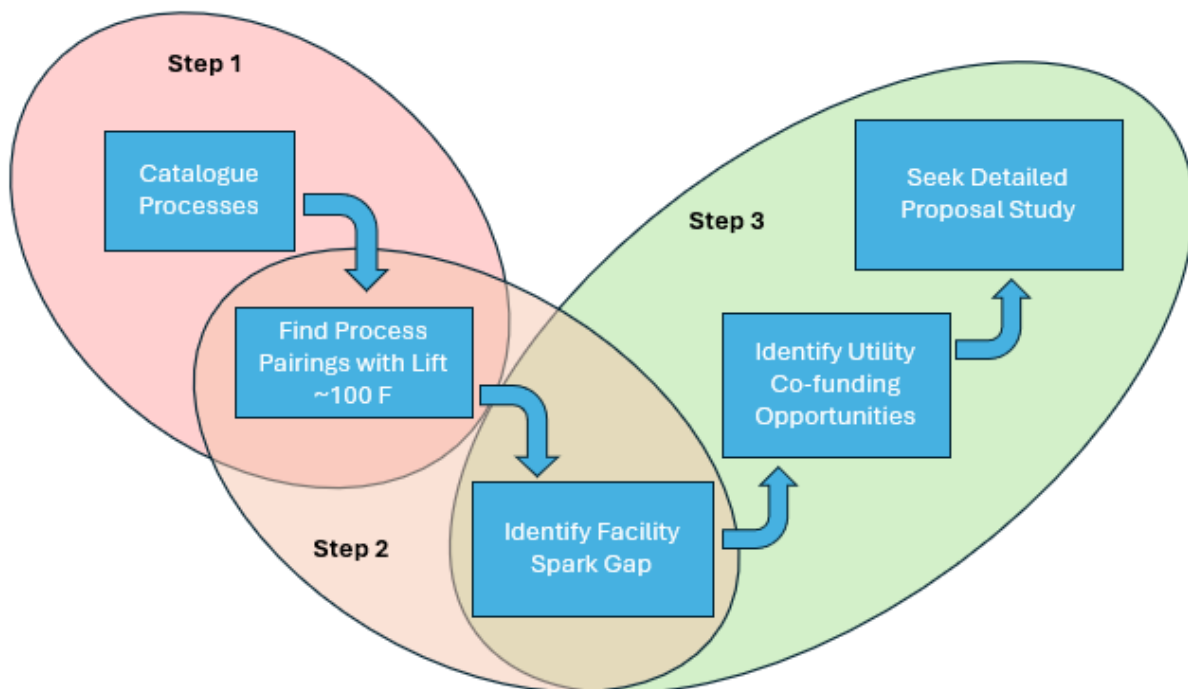 Step 1
Catalogue
Processes
Find Process
Pairings with Lift
~100 F
Step 2
Identify Facility
Spark Gap
Step 3
Identify Utility
Co-funding
Opportunities
Seek Detailed
Proposal Study